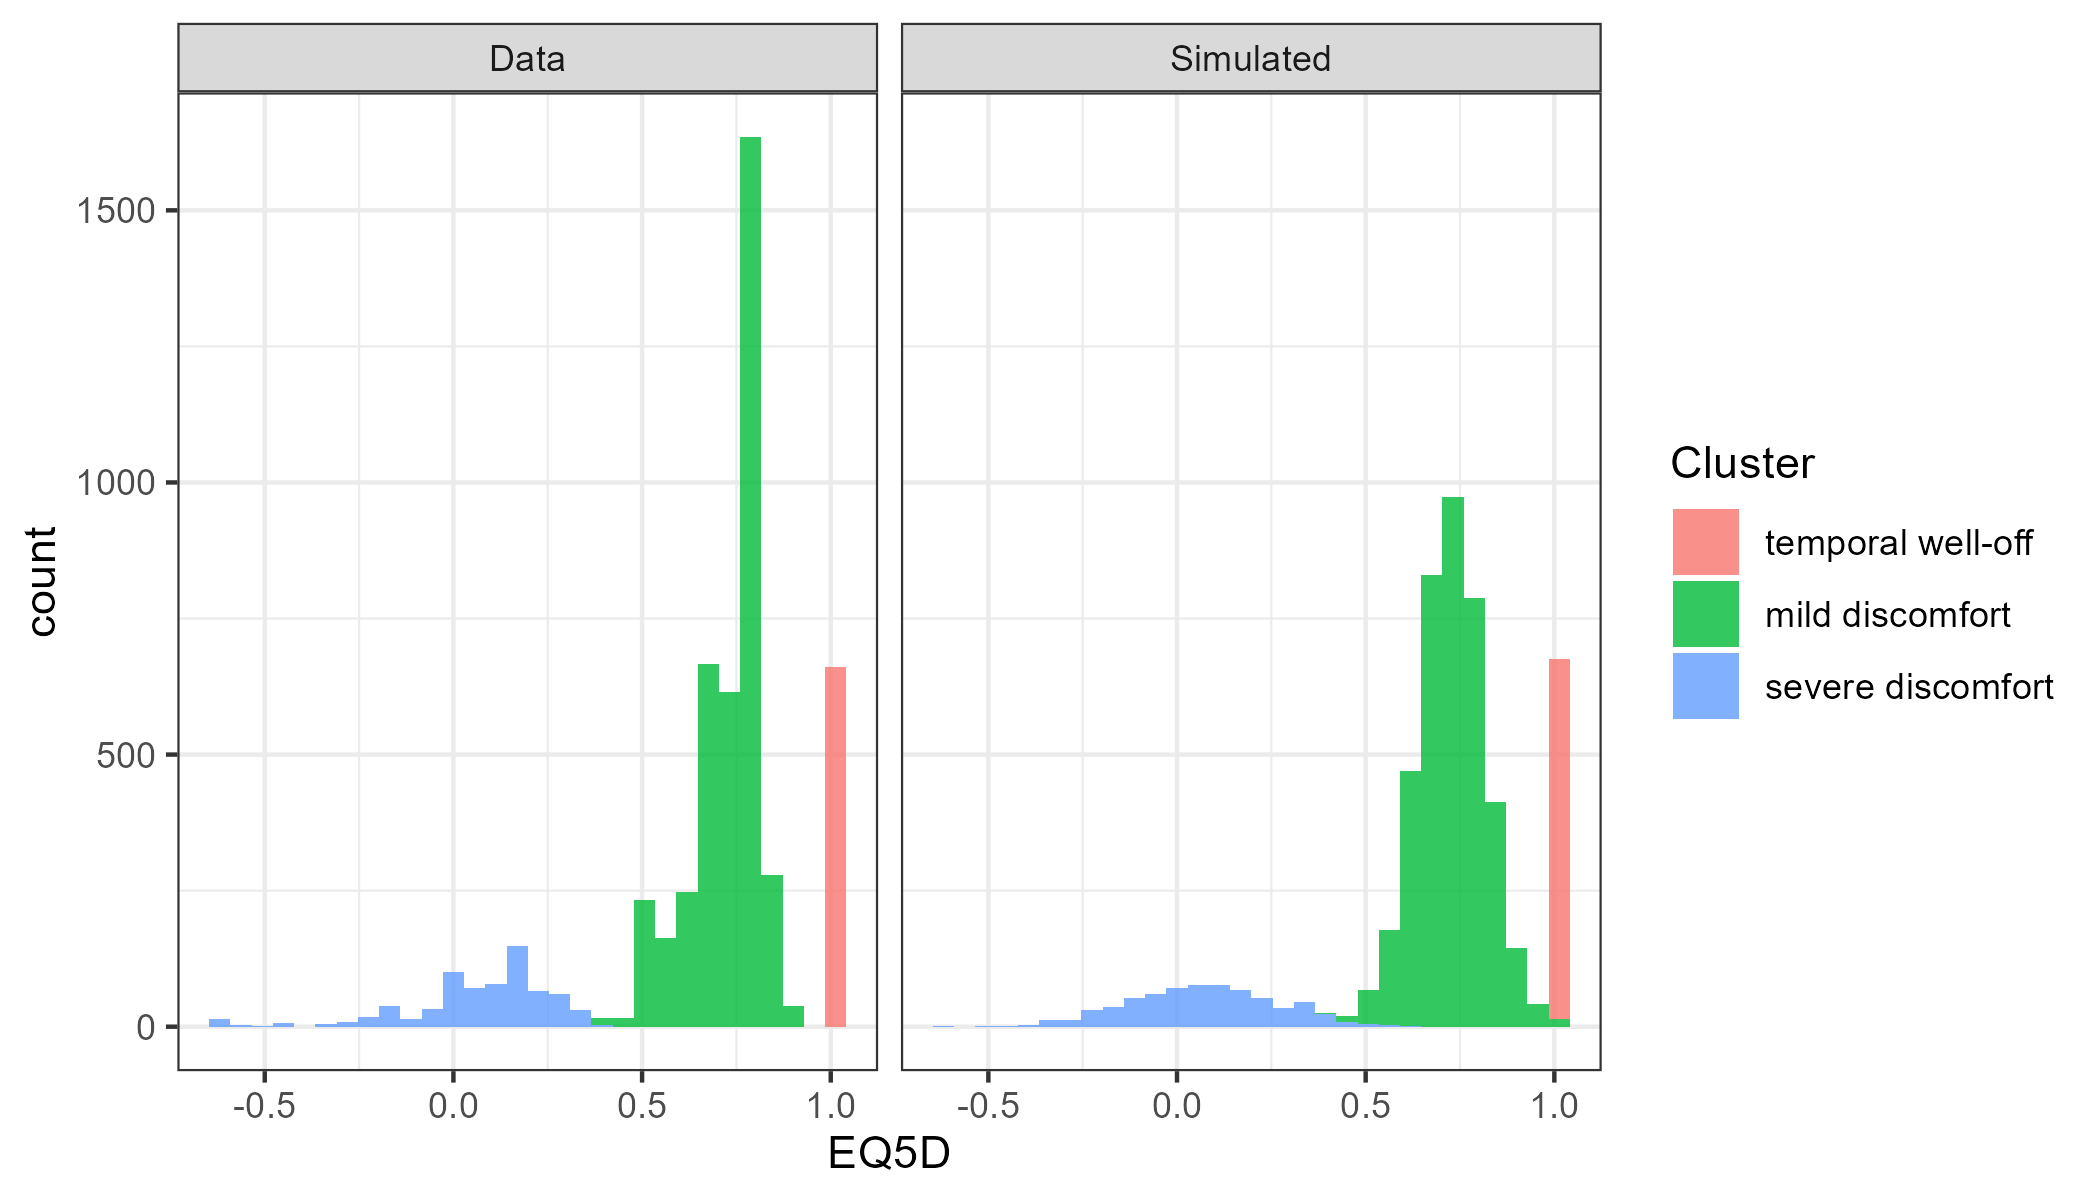 Data
Simulated
1500
1000
500
0
count
-0.5 0.0 0.5 1.0
-0.5 0.0 0.5 1.0
EQ5D
Cluster
temporal well-off
mild discomfort
severe discomfort